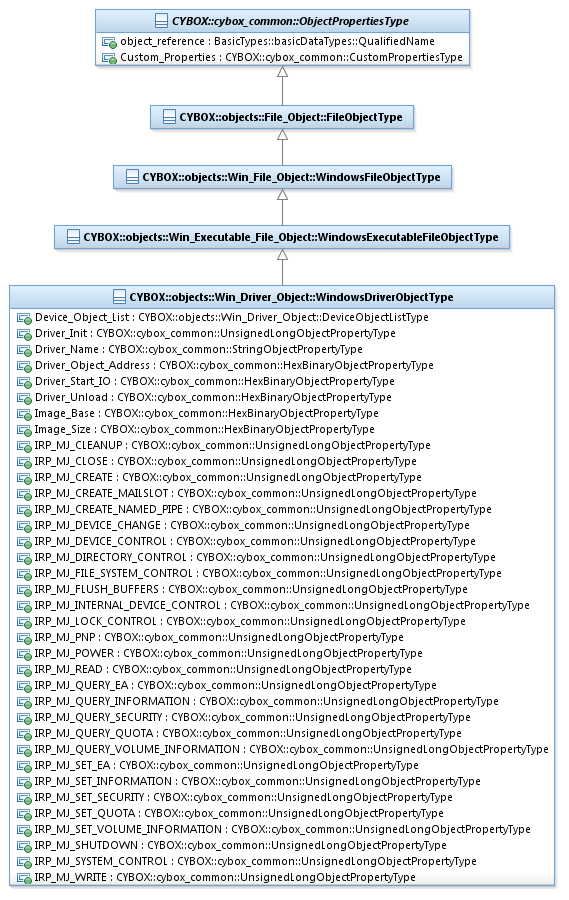 CYBOX::cybox_common::ObjectPropertiesType
object_reference : BasicTypes::basicDataTypes::QualifiedName
Custom_Properties : CYBOX::cybox_common::CustomPropertiesType
CYBOX::objects::File_Object::FileObjectType
CYBOX::objects::Win_File_Object::WindowsFileObjectType
CYBOX::objects::Win_Executable_File_Object::WindowsExecutableFileObjectType
CYBOX::objects::Win_Driver_Object::WindowsDriverObjectType
Device_Object_List : CYBOX::objects::Win_Driver_Object::DeviceObjectListType
Driver_Init : CYBOX::cybox_common::UnsignedLongObjectPropertyType
Driver_Name : CYBOX::cybox_common::StringObjectPropertyType
Driver_Object_Address : CYBOX::cybox_common::HexBinaryObjectPropertyType
Driver_Start_IO : CYBOX::cybox_common::HexBinaryObjectPropertyType
Driver_Unload : CYBOX::cybox_common::HexBinaryObjectPropertyType
Image_Base : CYBOX::cybox_common::HexBinaryObjectPropertyType
Image_Size : CYBOX::cybox_common::HexBinaryObjectPropertyType
IRP_MJ_CLEANUP : CYBOX::cybox_common::UnsignedLongObjectPropertyType
IRP_MJ_CLOSE : CYBOX::cybox_common::UnsignedLongObjectPropertyType
IRP_MJ_CREATE : CYBOX::cybox_common::UnsignedLongObjectPropertyType
IRP_MJ_CREATE_MAILSLOT : CYBOX::cybox_common::UnsignedLongObjectPropertyType
IRP_MJ_CREATE_NAMED_PIPE : CYBOX::cybox_common::UnsignedLongObjectPropertyType
IRP_MJ_DEVICE_CHANGE : CYBOX::cybox_common::UnsignedLongObjectPropertyType
IRP_MJ_DEVICE_CONTROL : CYBOX::cybox_common::UnsignedLongObjectPropertyType
IRP_MJ_DIRECTORY_CONTROL : CYBOX::cybox_common::UnsignedLongObjectPropertyType
IRP_MJ_FILE_SYSTEM_CONTROL : CYBOX::cybox_common::UnsignedLongObjectPropertyType
IRP_MJ_FLUSH_BUFFERS : CYBOX::cybox_common::UnsignedLongObjectPropertyType
IRP_MJ_INTERNAL_DEVICE_CONTROL : CYBOX::cybox_common::UnsignedLongObjectPropertyType
IRP_MJ_LOCK_CONTROL : CYBOX::cybox_common::UnsignedLongObjectPropertyType
IRP_MJ_PNP : CYBOX::cybox_common::UnsignedLongObjectPropertyType
IRP_MJ_POWER : CYBOX::cybox_common::UnsignedLongObjectPropertyType
IRP_MJ_READ : CYBOX::cybox_common::UnsignedLongObjectPropertyType
IRP_MJ_QUERY_EA : CYBOX::cybox_common::UnsignedLongObjectPropertyType
IRP_MJ_QUERY_INFORMATION : CYBOX::cybox_common::UnsignedLongObjectPropertyType
IRP_MJ_QUERY_SECURITY : CYBOX::cybox_common::UnsignedLongObjectPropertyType
IRP_MJ_QUERY_QUOTA : CYBOX::cybox_common::UnsignedLongObjectPropertyType
IRP_MJ_QUERY_VOLUME_INFORMATION : CYBOX::cybox_common::UnsignedLongObjectPropertyType
IRP_MJ_SET_EA : CYBOX::cybox_common::UnsignedLongObjectPropertyType
IRP_MJ_SET_INFORMATION : CYBOX::cybox_common::UnsignedLongObjectPropertyType
IRP_MJ_SET_SECURITY : CYBOX::cybox_common::UnsignedLongObjectPropertyType
IRP_MJ_SET_QUOTA : CYBOX::cybox_common::UnsignedLongObjectPropertyType
IRP_MJ_SET_VOLUME_INFORMATION : CYBOX::cybox_common::UnsignedLongObjectPropertyType
IRP_MJ_SHUTDOWN : CYBOX::cybox_common::UnsignedLongObjectPropertyType
IRP_MJ_SYSTEM_CONTROL : CYBOX::cybox_common::UnsignedLongObjectPropertyType
IRP_MJ_WRITE : CYBOX::cybox_common::UnsignedLongObjectPropertyType